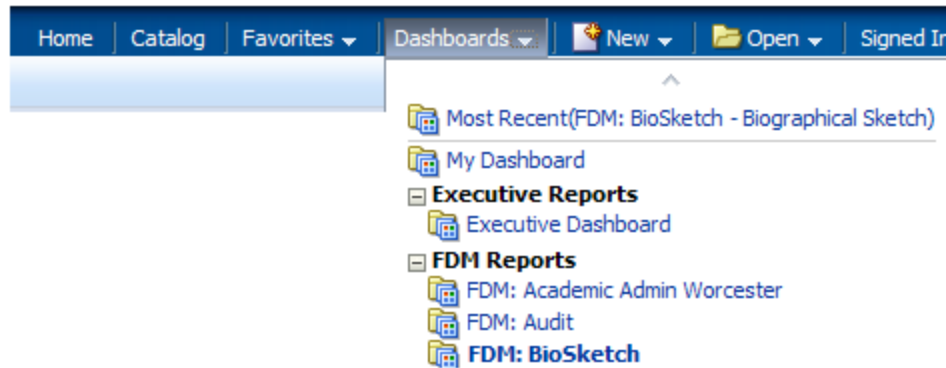 Home Catalog Favorites Dashboards New Open Signed In
Most Recent(FDM: BioSketch - Biographical Sketch)
My Dashboard
Executive Reports
Executive Dashboard
FDM Reports
FDM: Academic Admin Worcester
FDM: Audit
FDM: BioSketch